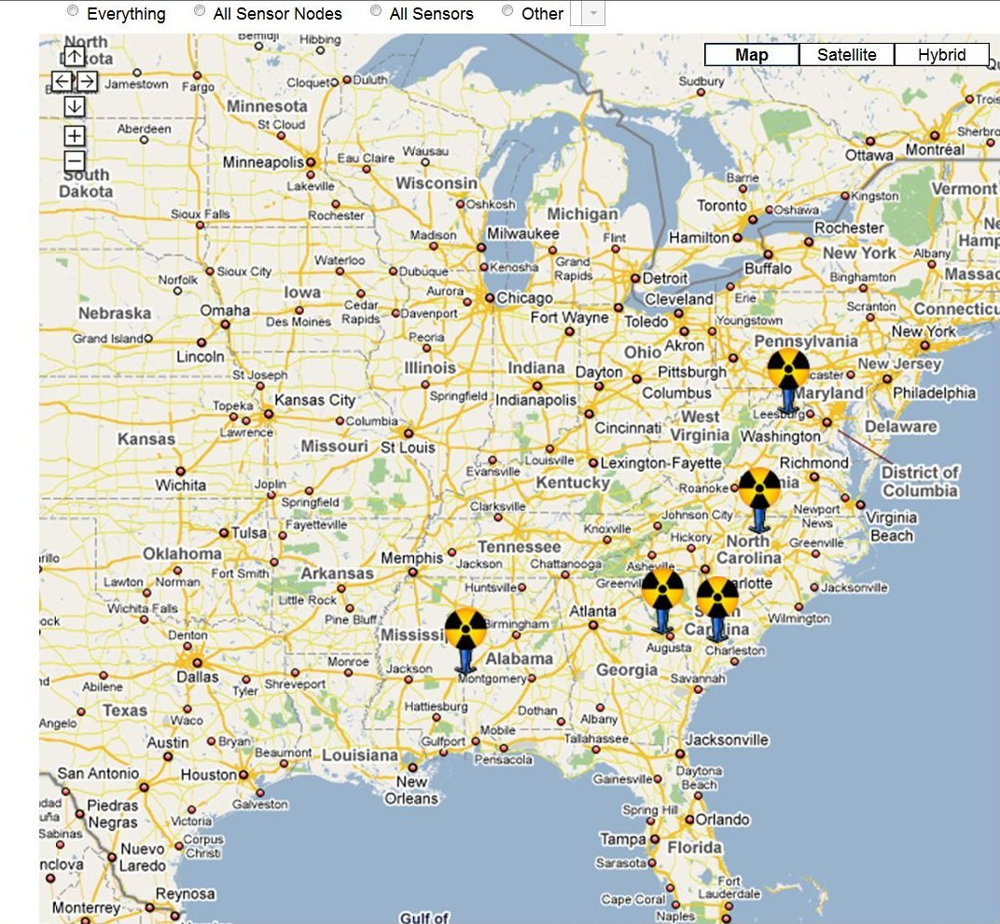 Everything
All Sensor Nodes
All Sensors
Other
Map
Satellite
Hybrid
North
Dakota
Bemidji
Hibbing
Jamestown
Fargo
Cloquet
Duluth
Sudbury
Minnesota
St Cloud
Aberdeen
Trois
Sherbro
Ottawa
Montréal
Minneapolis
Eau Claire
Wausau
South
Dakota
Lakeville
Wisconsin
Barrie
Vermont
Sioux Falls
Rochester
Oshkosh
Michigan
Toronto
Oshawa
Kingston
Madison
Milwaukee
Flint
Hamilton
Rochester
Ne
Hamp
Waterloo
Grand
Rapids
New York
Albany
Norfolk
Sioux City
Dubuque
Kenosha
Detroit
Buffalo
Binghamton
Massac
Nebraska
Omaha
Iowa
Cedar
Rapids
Aurora
Chicago
Cleveland
Erie
Scranton
Connecticu
Des Moines
Davenport
Fort Wayne
Toledo
Youngstown
New York
Grand Island
Lincoln
Peoria
Ohio
Akron
Pennsylvania
St Joseph
Illinois
Indiana
Dayton
Pittsburgh
caster
New Jersey
Topeka
Kansas City
Springfield
Indianapolis
Columbus
Maryland
Philadelphia
Lawrence
Columbia
Cincinnati
West
Virginia
Leesburg
Washington
Delaware
Kansas
Missouri
St Louis
Louisville
Lexington-Fayette
Richmond
District of
Columbia
Wichita
Joplin
Springfield
Evansville
Kentucky
Roanoke
nia
Newport
News
Virginia
Beach
Tulsa
Fayetteville
Clarksville
Knoxville
Johnson City
Oklahoma
Fort Smith
Tennessee
Hickory
North
Carolina
Greenville
rillo
Lawton
Norman
Arkansas
Memphis
Jackson
Chattanooga
Asheville
Little Rock
Huntsville
Greenvil
arlotte
Jacksonville
ock
Wichita Falls
Pine Bluff
Atlanta
Wilmington
Denton
Mississip
Birmingham
Carolina
Augusta
Charleston
Dallas
Monroe
Jackson
Alabama
Georgia
Abilene
Tyler
Shreveport
Montgomery
Savannah
Angelo
Texas
Waco
Hattiesburg
Dothan
Albany
Austin
Bryan
Beaumont
Louisiana
Gulfport
Mobile
Pensacola
Tallahassee
Jacksonville
San Antonio
Houston
New
Orleans
Gainesville
Daytona
Beach
Piedras
Negras
Galveston
Victoria
Spring Hill
Orlando
Sabinas
Corpus
Christi
Tampa
Florida
nclova
Nuevo
Laredo
Sarasota
Fort
Lauderdale
Monterrey
Reynosa
Cape Coral
Naples
Gulf of